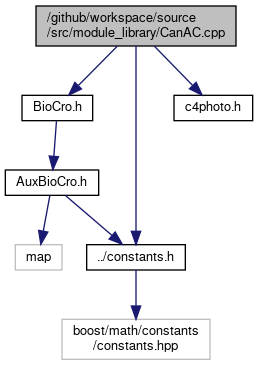 /github/workspace/source
/src/module_library/CanAC.cpp
BioCro.h
c4photo.h
AuxBioCro.h
map
../constants.h
boost/math/constants
/constants.hpp